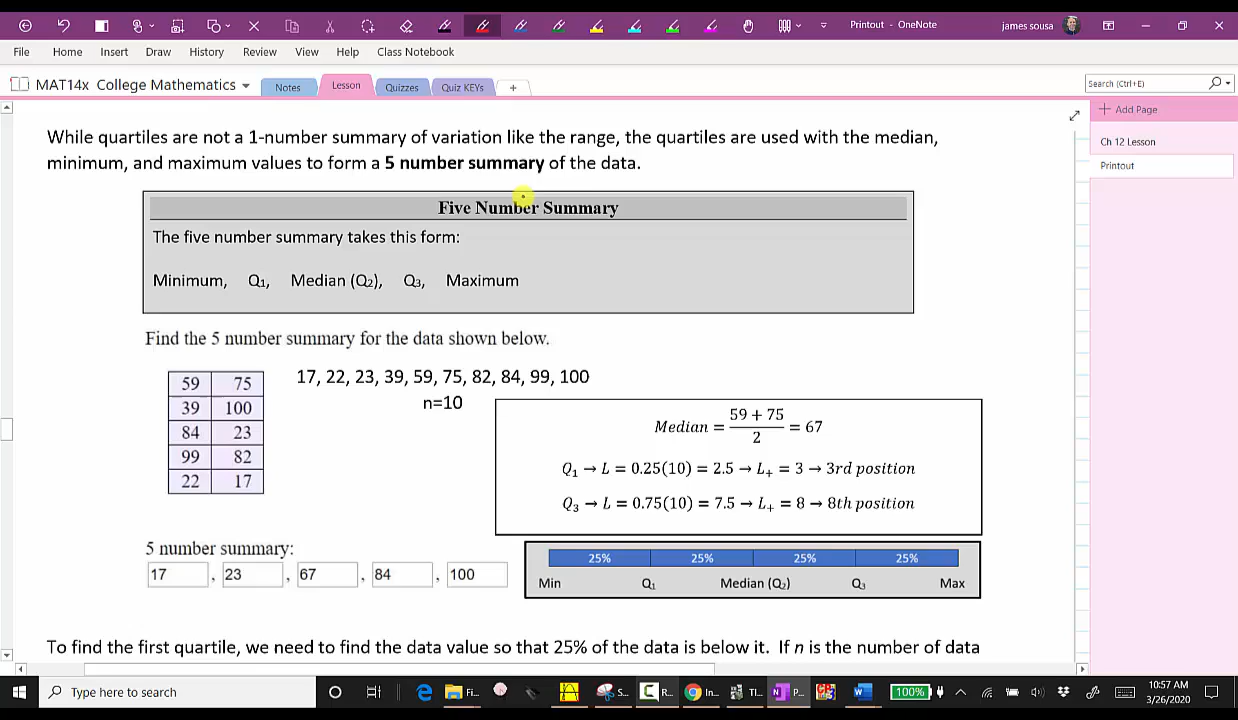 Printout - OneNote
james sousa
File Home Insert Draw History Review View Help Class Notebook
MAT14x College Mathematics
Notes
Lesson
Quizzes
Quiz KEYs
+
Search (Ctrl+E)
+ Add Page
Ch 12 Lesson
Printout
While quartiles are not a 1-number summary of variation like the range, the quartiles are used with the median,
minimum, and maximum values to form a 5 number summary of the data.
Five Number Summary
The five number summary takes this form:
Minimum, Q₁, Median (Q₂), Q₃, Maximum
Find the 5 number summary for the data shown below.
59 75
39 100
84 23
99 82
22 17
17, 22, 23, 39, 59, 75, 82, 84, 99, 100
n=10
Median = (59 + 75)/2 = 67
Q₁ → L = 0.25(10) = 2.5 → L₊ = 3 → 3rd position
Q₃ → L = 0.75(10) = 7.5 → L₊ = 8 → 8th position
5 number summary:
17 , 23 , 67 , 84 , 100
25% 25% 25% 25%
Min Q₁ Median (Q₂) Q₃ Max
To find the first quartile, we need to find the data value so that 25% of the data is below it. If n is the number of data
Type here to search
Fi...
S...
R...
In...
TI...
P...
100%
10:57 AM
3/26/2020